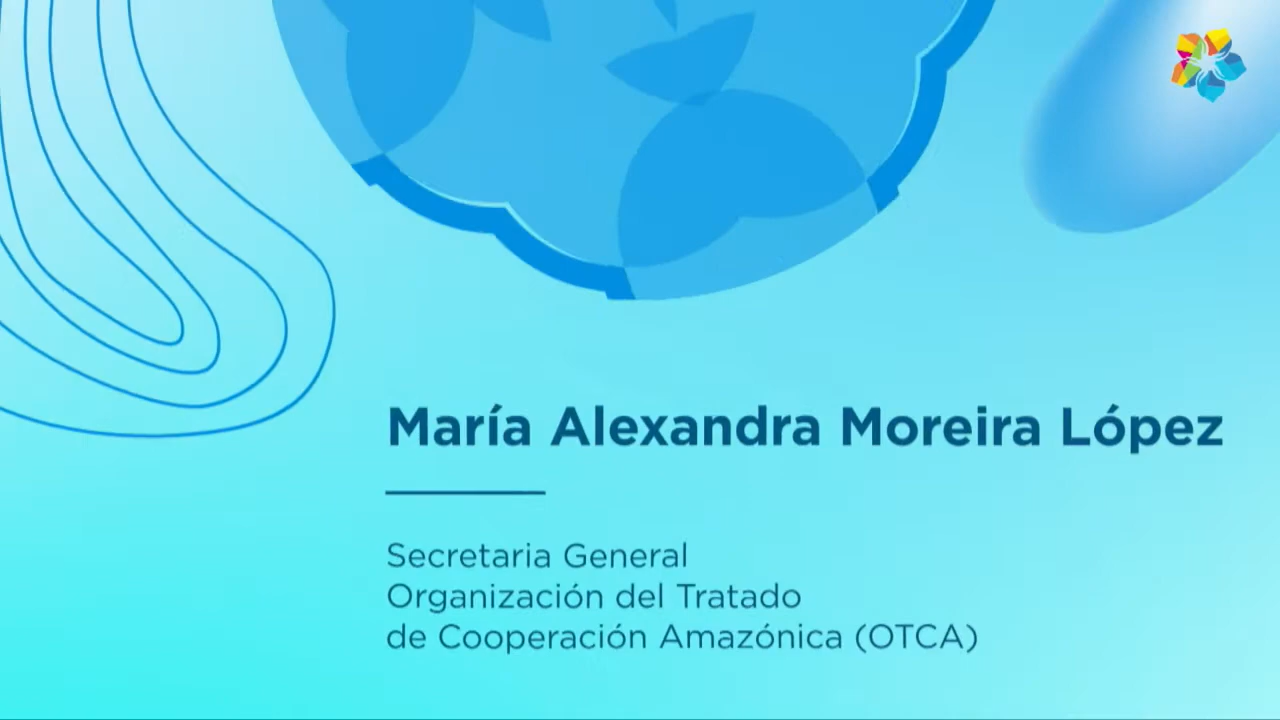 María Alexandra Moreira López
Secretaria General
Organización del Tratado
de Cooperación Amazónica (OTCA)